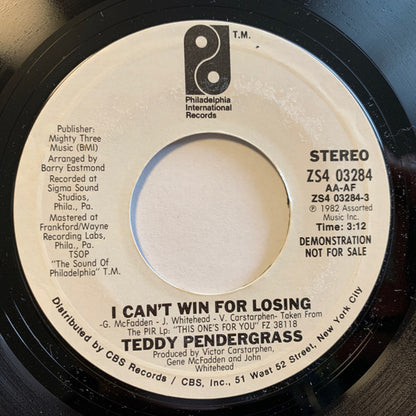 T.M.
Philadelphia
International
Records
Publisher:
Mighty Three
Music (BMI)
Arranged by
Barry Eastmond
Recorded at
Sigma Sound
Studios,
Phila., Pa.
Mastered at
Frankford/Wayne
Recording Labs,
Phila., Pa.
TSOP
"The Sound Of
Philadelphia" T.M.
STEREO
ZS4 03284
AA-AF
ZS4 03284-3
℗ 1982 Assorted
Music Inc.
Time: 3:12
DEMONSTRATION
NOT FOR SALE
I CAN'T WIN FOR LOSING
-G. McFadden - J. Whitehead - V. Carstarphen- Taken From
The PIR Lp: "THIS ONE'S FOR YOU" FZ 38118
TEDDY PENDERGRASS
Produced by Victor Carstarphen,
Gene McFadden and John
Whitehead
Distributed by CBS Records / CBS, Inc., 51 West 52 Street, New York City